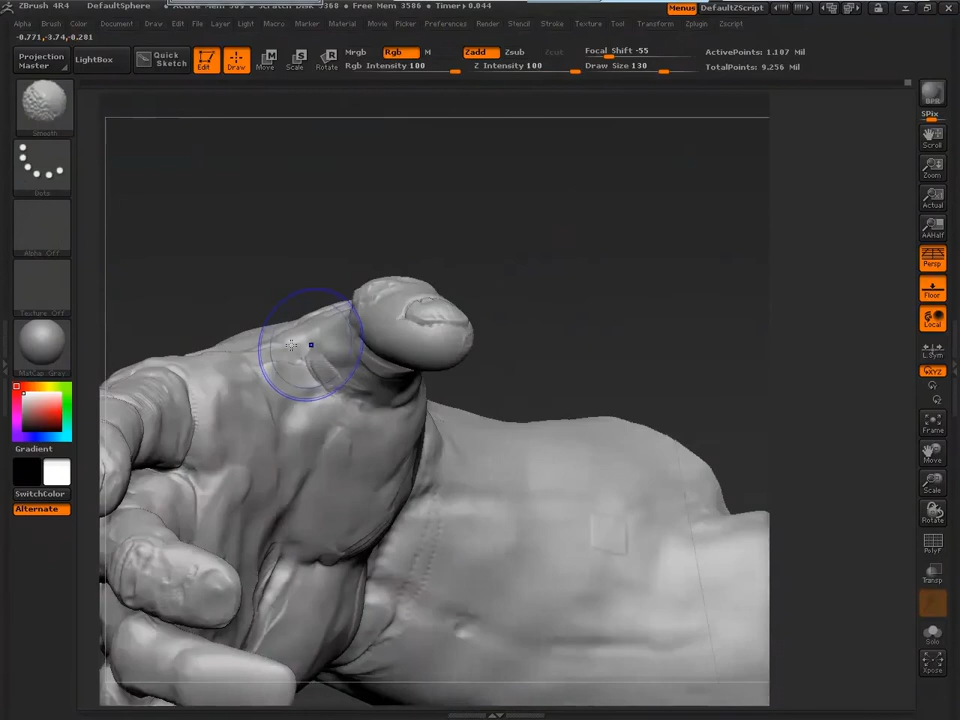 ZBrush 4R4 DefaultSphere • Active Mem • Free Mem 3586 • Timer▸0.044 Menus DefaultZScript
Alpha Brush Color Document Draw Edit File Layer Light Macro Marker Material Movie Picker Preferences Render Stencil Stroke Texture Tool Transform Zplugin Zscript
-0.771,-3.74,-0.281
Projection Master
LightBox
Quick Sketch
Edit
Draw
Move
Scale
Rotate
Mrgb Rgb M
Rgb Intensity 100
Zadd Zsub
Z Intensity 100
Focal Shift -55
Draw Size 130
ActivePoints: 1.107 Mil
TotalPoints: 9.256 Mil
Smooth
Dots
Alpha Off
Texture Off
MatCap Gray
Gradient
SwitchColor
Alternate
BPR
SPix
Scroll
Zoom
Actual
AAHalf
Persp
Floor
Local
L.Sym
XYZ
Frame
Move
Scale
Rotate
PolyF
Transp
Solo
Xpose